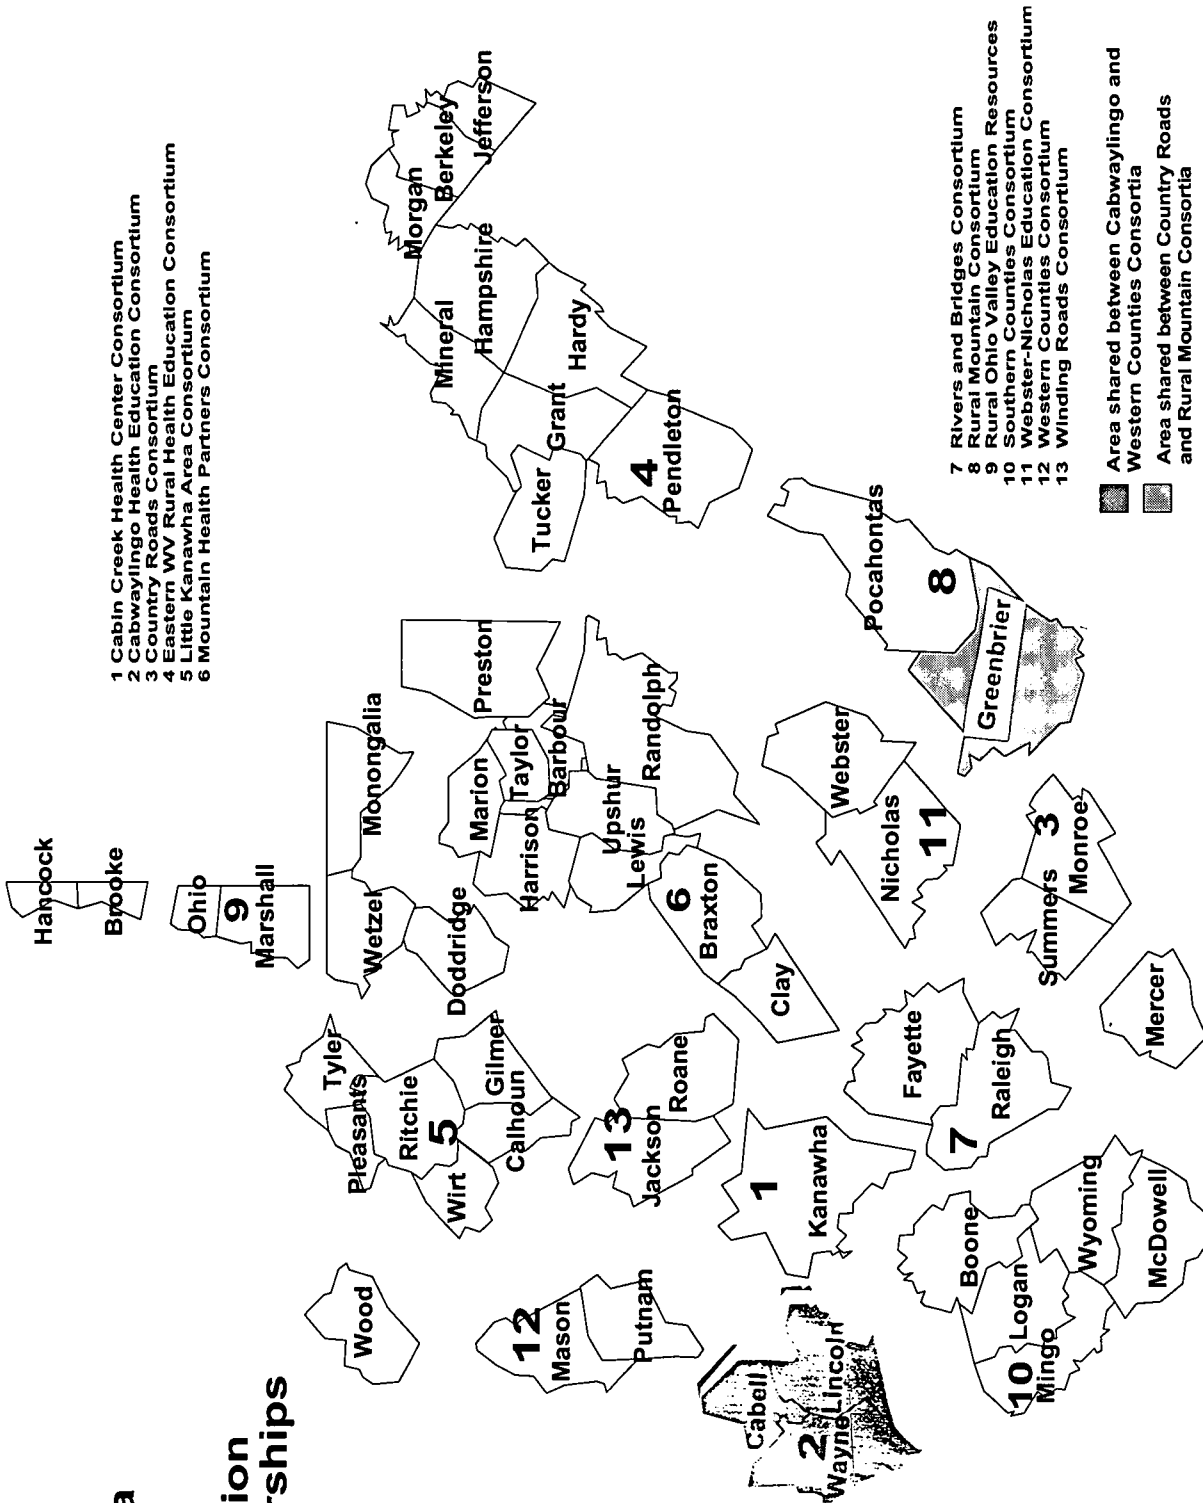 a
ion
rships
1 Cabin Creek Health Center Consortium
2 Cabwaylingo Health Education Consortium
3 Country Roads Consortium
4 Eastern WV Rural Health Education Consortium
5 Little Kanawha Area Consortium
6 Mountain Health Partners Consortium
Hancock
Brooke
Ohio
9
Marshall
Wetzel
Monongalia
Doddridge
Marion
Preston
Taylor
Harrison
Barbour
Upshur
Lewis
Randolph
6
Braxton
Clay
Tyler
Pleasants
Ritchie
5
Wirt
Gilmer
Calhoun
Wood
13
Jackson
Roane
12
Mason
Putnam
1
Kanawha
Cabell
2
Wayne
Lincoln
Boone
Logan
10
Mingo
Wyoming
McDowell
7
Fayette
Raleigh
Mercer
Summers
3
Monroe
Nicholas
11
Webster
Greenbrier
8
Pocahontas
Tucker
Grant
4
Pendleton
Mineral
Hampshire
Hardy
Morgan
Berkeley
Jefferson
7 Rivers and Bridges Consortium
8 Rural Mountain Consortium
9 Rural Ohio Valley Education Resources
10 Southern Counties Consortium
11 Webster-Nicholas Education Consortium
12 Western Counties Consortium
13 Winding Roads Consortium
Area shared between Cabwaylingo and
Western Counties Consortia
Area shared between Country Roads
and Rural Mountain Consortia